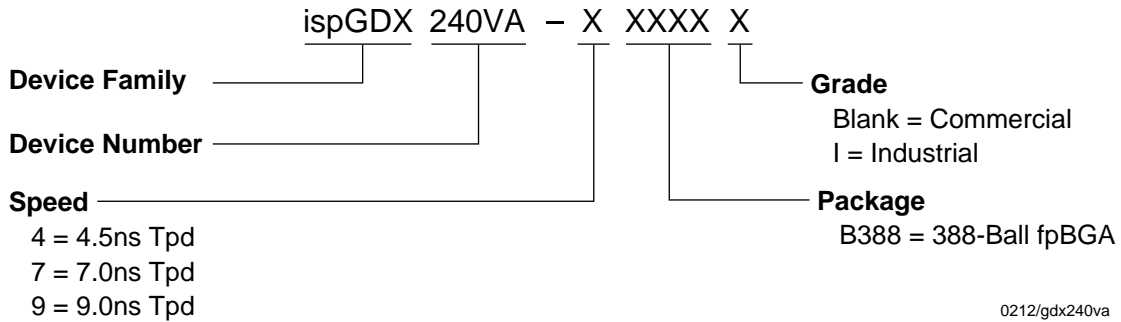 ispGDX 240VA – X XXXX X
Device Family
Device Number
Speed
4 = 4.5ns Tpd
7 = 7.0ns Tpd
9 = 9.0ns Tpd
Grade
Blank = Commercial
I = Industrial
Package
B388 = 388-Ball fpBGA
0212/gdx240va